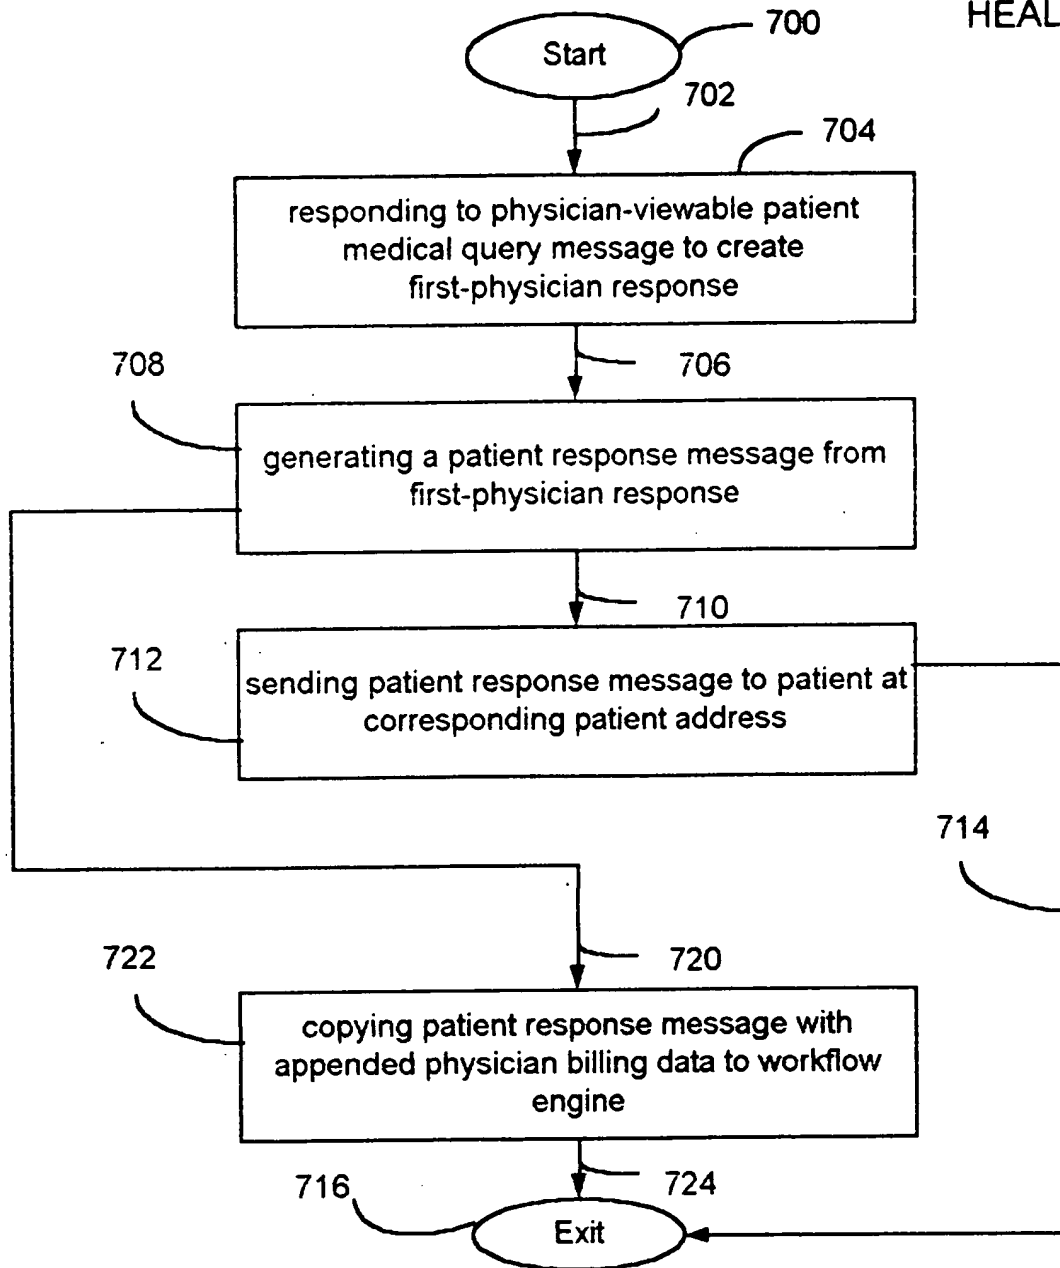 HEAL
700
Start
702
704
responding to physician-viewable patient
medical query message to create
first-physician response
708
706
generating a patient response message from
first-physician response
710
712
sending patient response message to patient at
corresponding patient address
714
722
720
copying patient response message with
appended physician billing data to workflow
engine
716
724
Exit